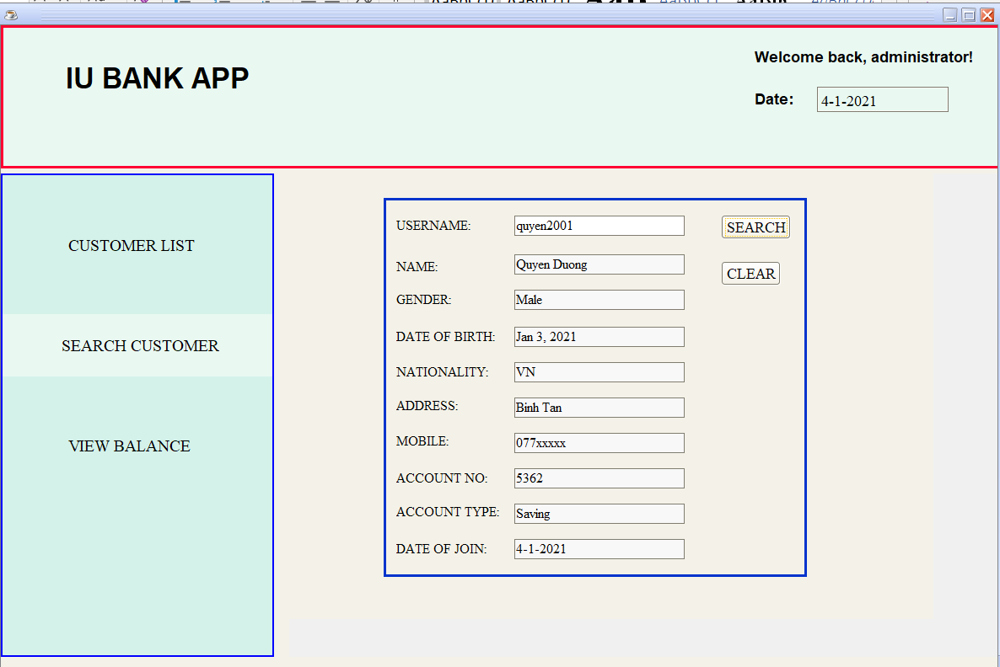 IU BANK APP
Welcome back, administrator!
Date: 4-1-2021
CUSTOMER LIST
SEARCH CUSTOMER
VIEW BALANCE
USERNAME: quyen2001 SEARCH
NAME: Quyen Duong CLEAR
GENDER: Male
DATE OF BIRTH: Jan 3, 2021
NATIONALITY: VN
ADDRESS: Binh Tan
MOBILE: 077xxxxx
ACCOUNT NO: 5362
ACCOUNT TYPE: Saving
DATE OF JOIN: 4-1-2021